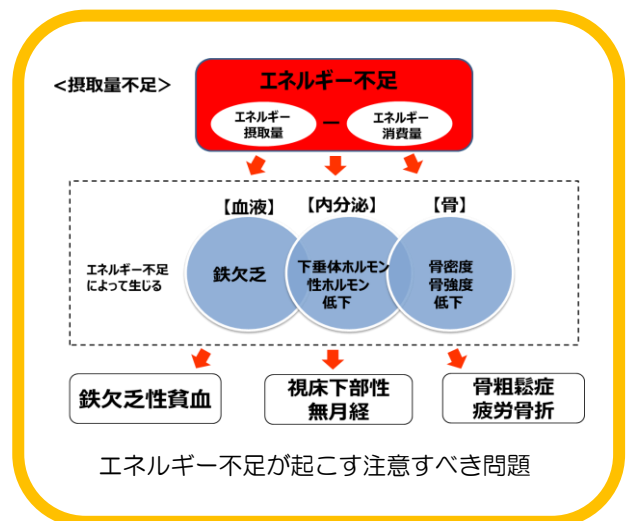 <摂取量不足>
エネルギー不足
エネルギー
摂取量
ー
エネルギー
消費量
【血液】
【内分泌】
【骨】
エネルギー不足
によって生じる
鉄欠乏
下垂体ホルモン
性ホルモン
低下
骨密度
骨強度
低下
鉄欠乏性貧血
視床下部性
無月経
骨粗鬆症
疲労骨折
エネルギー不足が起こす注意すべき問題